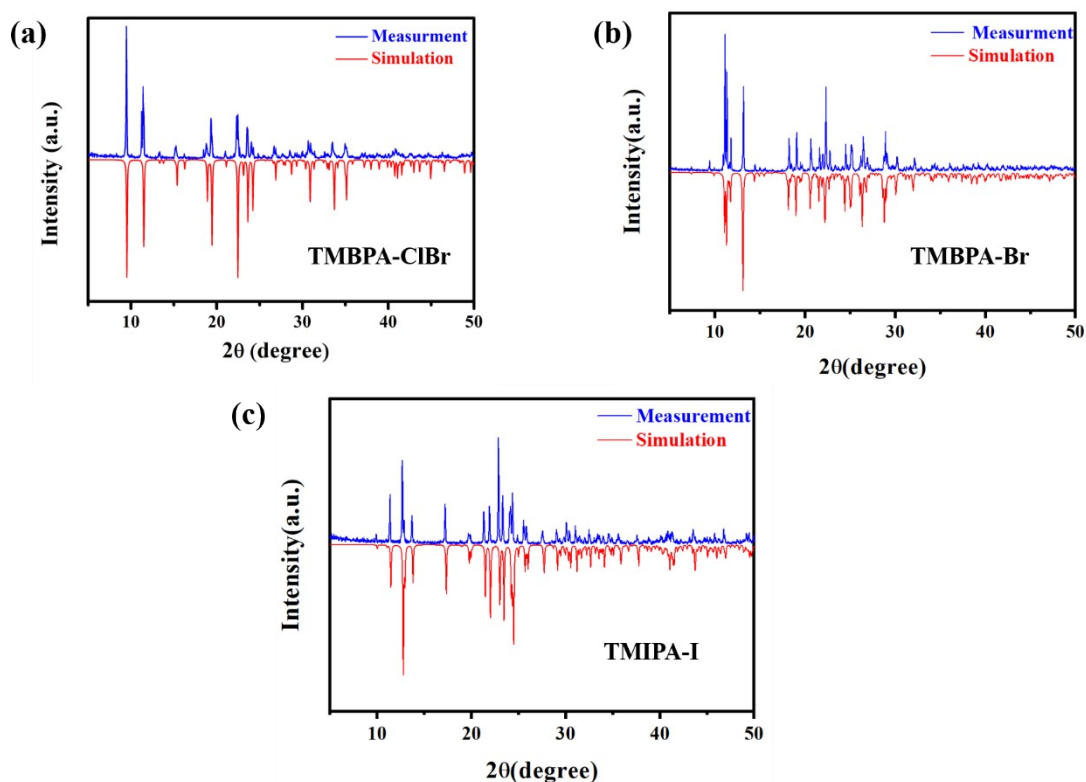 (a)
Measurment
Simulation
Intensity (a.u.)
TMBPA-ClBr
10 20 30 40 50
2θ (degree)
(b)
Measurment
Simulation
Intensity(a.u.)
TMBPA-Br
10 20 30 40 50
2θ(degree)
(c)
Measurement
Simulation
Intensity(a.u.)
TMIPA-I
10 20 30 40 50
2θ(degree)